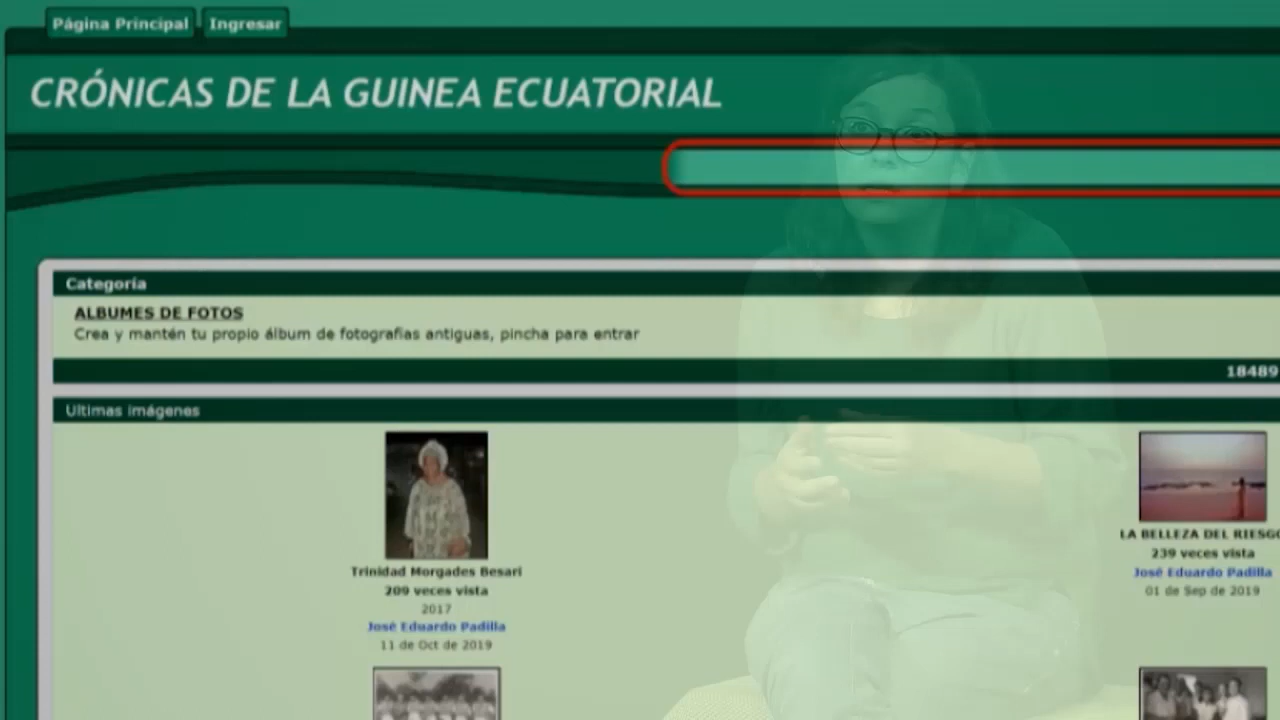 Página Principal Ingresar
CRÓNICAS DE LA GUINEA ECUATORIAL
Categoría
ALBUMES DE FOTOS
Crea y mantén tu propio álbum de fotografias antiguas, pincha para entrar
18489
Ultimas imágenes
Trinidad Morgades Besari
209 veces vista
2017
José Eduardo Padilla
11 de Oct de 2019
LA BELLEZA DEL RIESGO
239 veces vista
José Eduardo Padilla
01 de Sep de 2019